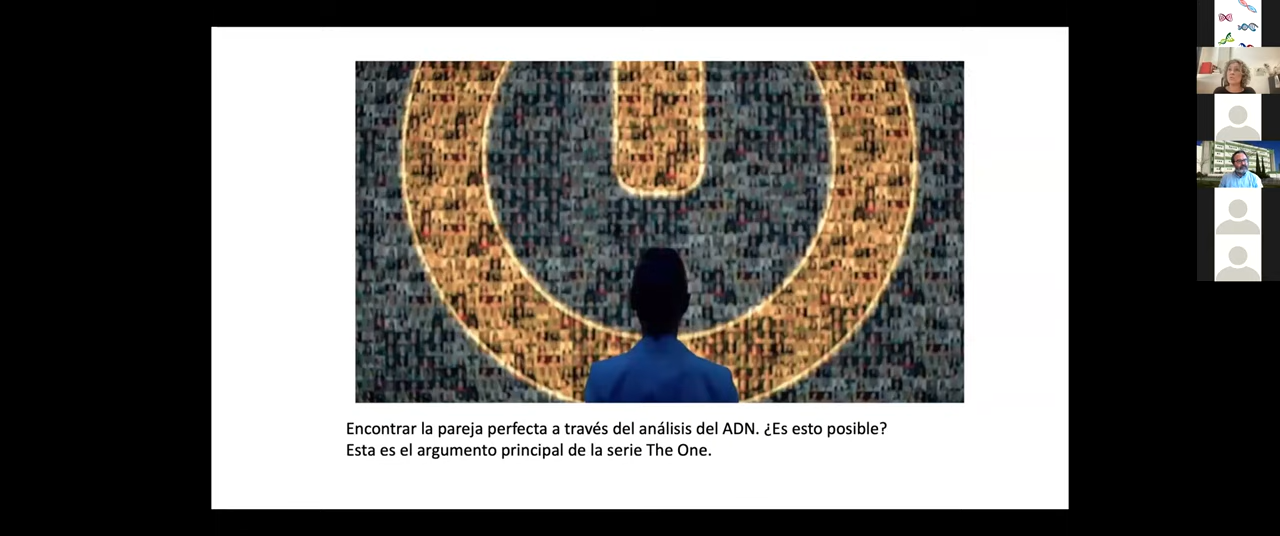 Encontrar la pareja perfecta a través del análisis del ADN. ¿Es esto posible?
Esta es el argumento principal de la serie The One.